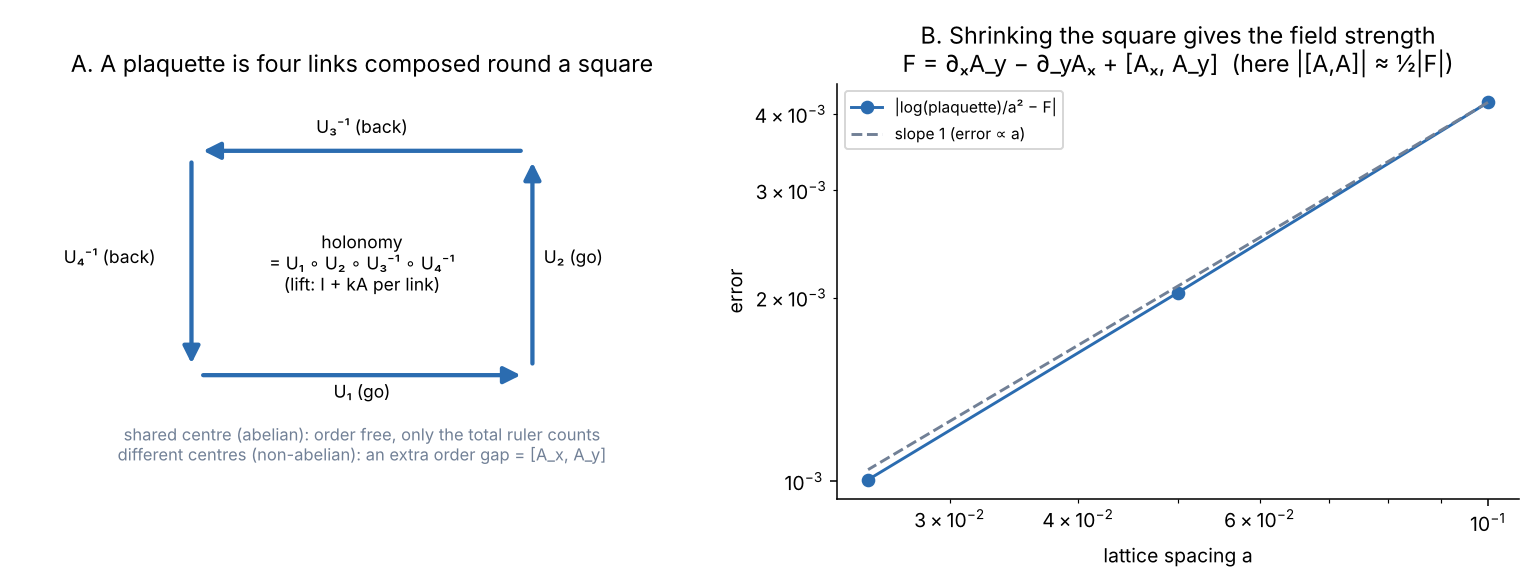 A. A plaquette is four links composed round a square
U₃⁻¹ (back)
U₄⁻¹ (back)
holonomy
= U₁ ∘ U₂ ∘ U₃⁻¹ ∘ U₄⁻¹
(lift: I + kA per link)
U₂ (go)
U₁ (go)
shared centre (abelian): order free, only the total ruler counts
different centres (non-abelian): an extra order gap = [A_x, A_y]
B. Shrinking the square gives the field strength
F = ∂ₓA_y − ∂_yAₓ + [Aₓ, A_y]  (here |[A,A]| ≈ ½|F|)
|log(plaquette)/a² − F|
slope 1 (error ∝ a)
4 × 10⁻³
3 × 10⁻³
2 × 10⁻³
10⁻³
error
3 × 10⁻²
4 × 10⁻²
6 × 10⁻²
10⁻¹
lattice spacing a